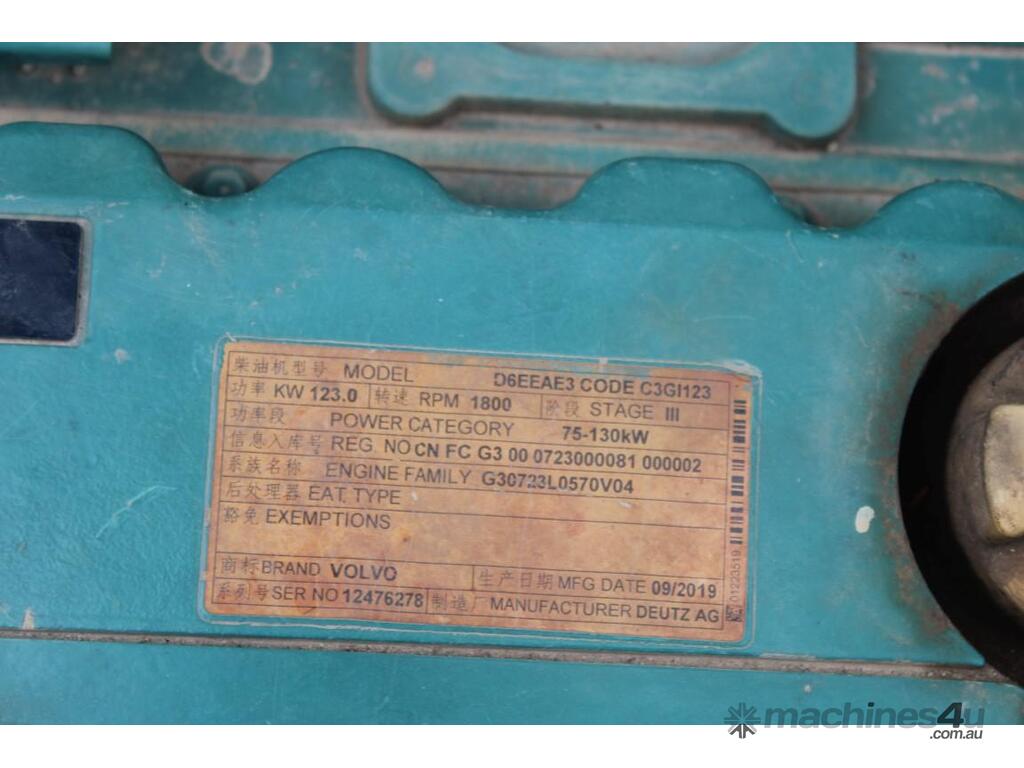 柴油机型号 MODEL D6EEAE3 CODE C3GI123
功率 KW 123.0 转速 RPM 1800 阶段 STAGE III
功率段 POWER CATEGORY 75-130kW
信息入库号 REG. NO CN FC G3 00 0723000081 000002
系族名称 ENGINE FAMILY G30723L0570V04
后处理器 EAT. TYPE
豁免 EXEMPTIONS
商标 BRAND VOLVO 生产日期 MFG DATE 09/2019
系列号 SER NO 12476278 制造厂 MANUFACTURER DEUTZ AG
01223519
machines4u
.com.au